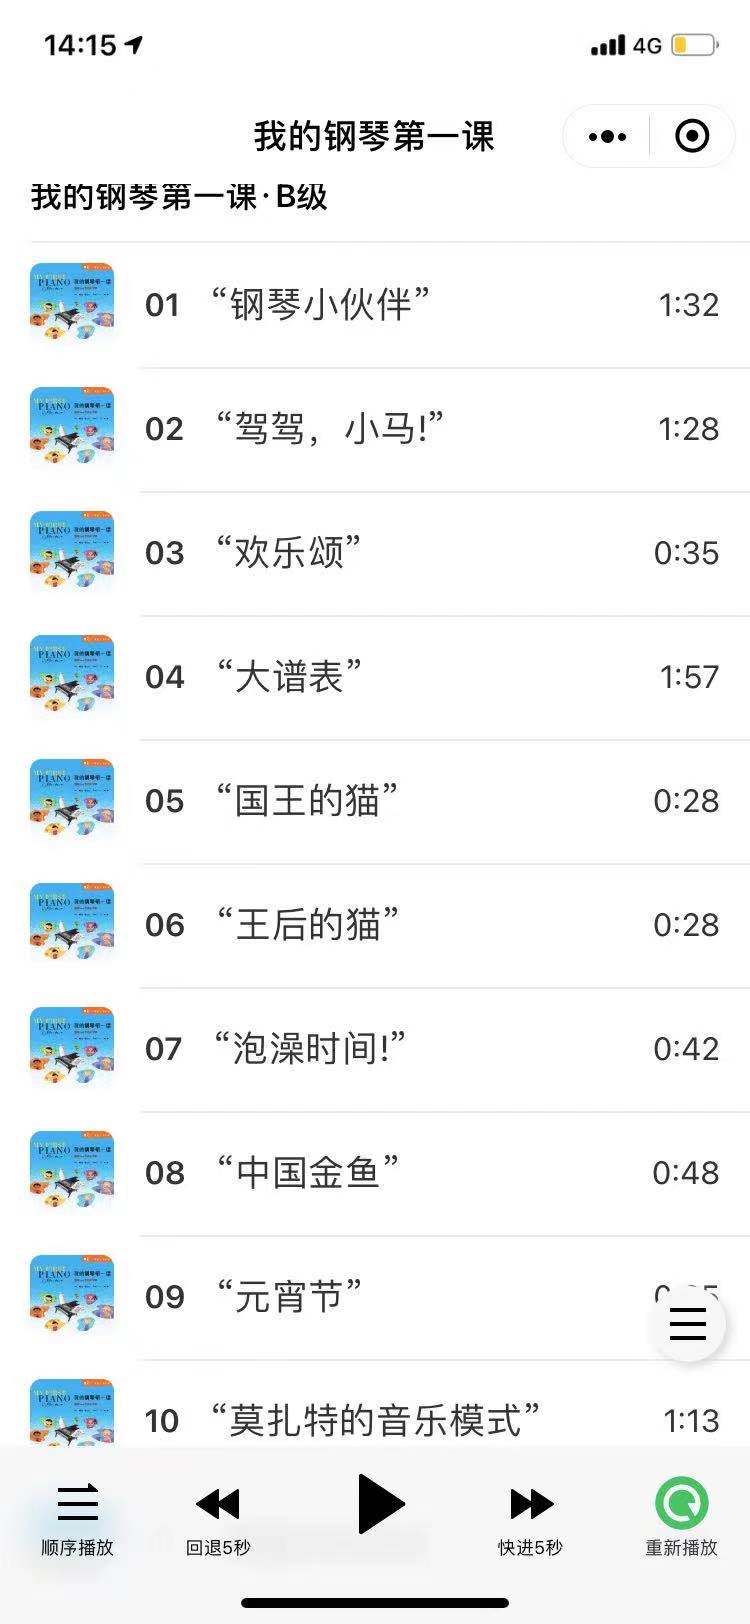 14:15
4G
我的钢琴第一课
我的钢琴第一课·B级
01 “钢琴小伙伴” 1:32
02 “驾驾，小马!” 1:28
03 “欢乐颂” 0:35
04 “大谱表” 1:57
05 “国王的猫” 0:28
06 “王后的猫” 0:28
07 “泡澡时间!” 0:42
08 “中国金鱼” 0:48
09 “元宵节”
10 “莫扎特的音乐模式” 1:13
顺序播放 回退5秒 快进5秒 重新播放